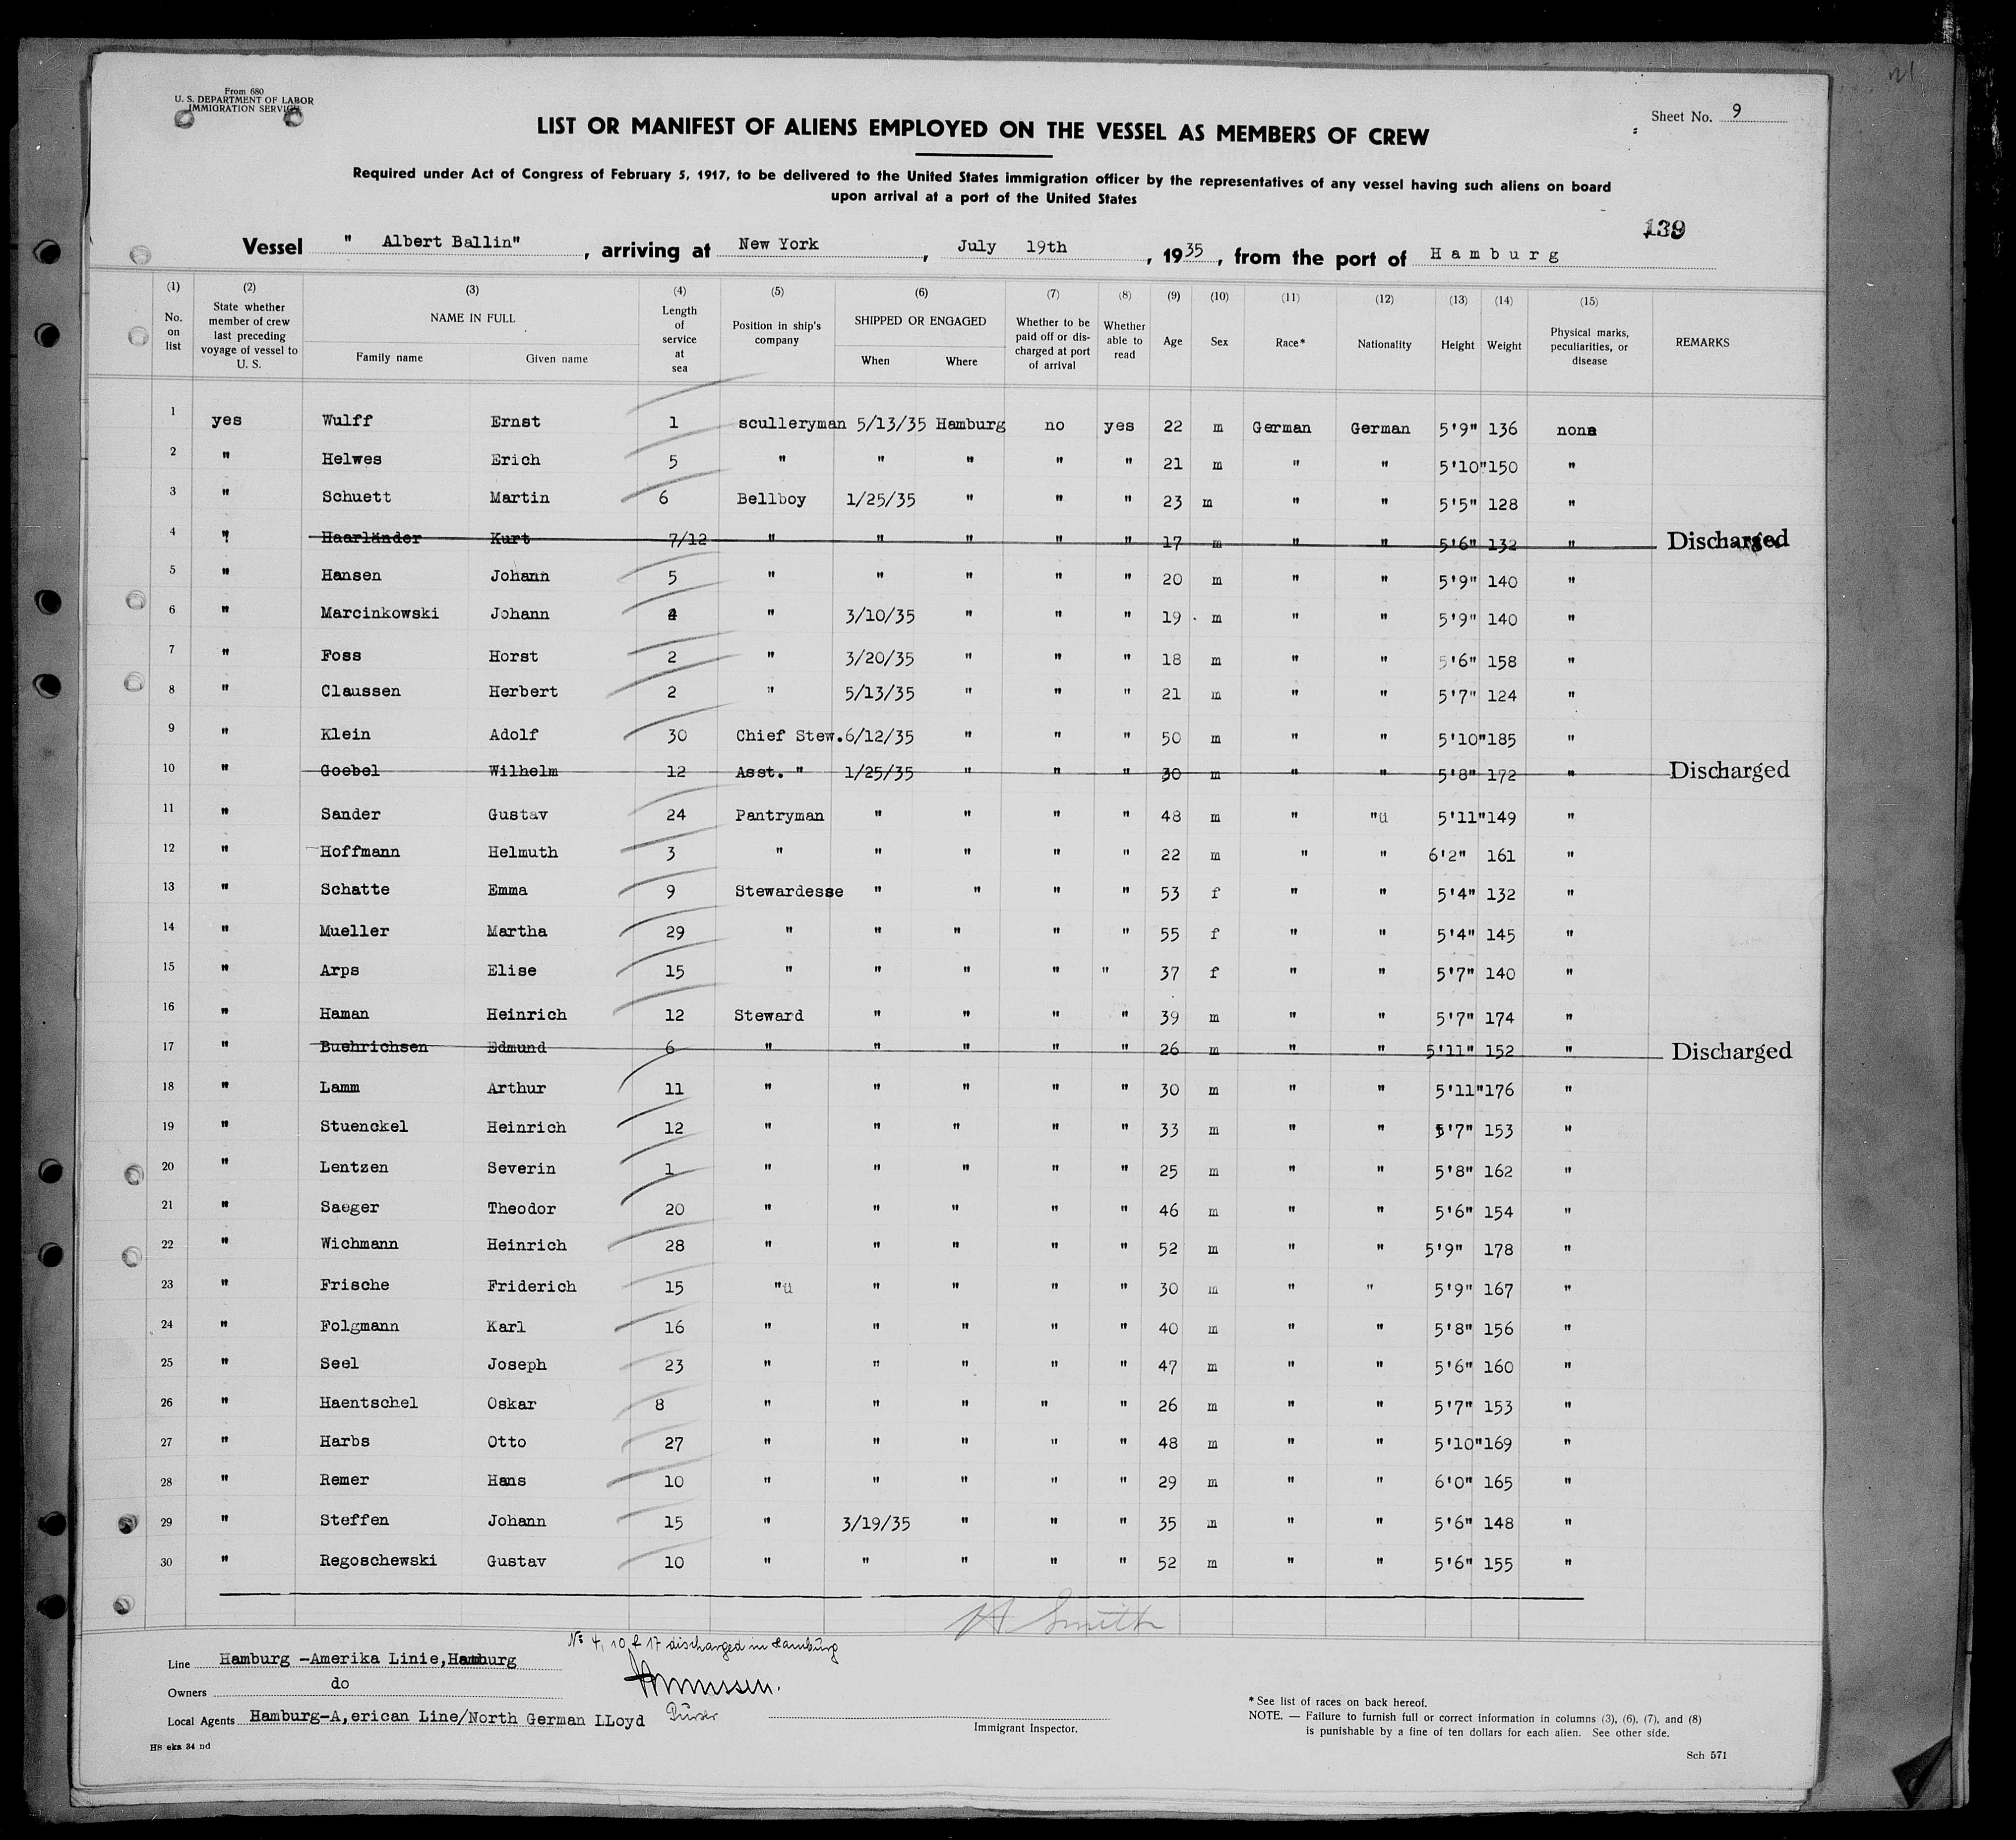 From 680
U. S. DEPARTMENT OF LABOR
IMMIGRATION SERVICE
Sheet No. 9
LIST OR MANIFEST OF ALIENS EMPLOYED ON THE VESSEL AS MEMBERS OF CREW
Required under Act of Congress of February 5, 1917, to be delivered to the United States immigration officer by the representatives of any vessel having such aliens on board
upon arrival at a port of the United States
139
Vessel " Albert Ballin" , arriving at New York , July 19th , 1935 , from the port of Hamburg
(1) No. on list (2) State whether member of crew last preceding voyage of vessel to U. S. (3) NAME IN FULL Family name Given name (4) Length of service at sea (5) Position in ship's company (6) SHIPPED OR ENGAGED When Where (7) Whether to be paid off or discharged at port of arrival (8) Whether able to read (9) Age (10) Sex (11) Race* (12) Nationality (13) Height (14) Weight (15) Physical marks, peculiarities, or disease REMARKS
1 yes Wulff Ernst 1 sculleryman 5/13/35 Hamburg no yes 22 m German German 5'9" 136 none
2 " Helwes Erich 5 " " " " " 21 m " " 5'10" 150 "
3 " Schuett Martin 6 Bellboy 1/25/35 " " " 23 m " " 5'5" 128 "
4 " Haarländer Kurt 7/12 " " " " " 17 m " " 5'6" 132 " Discharged
5 " Hansen Johann 5 " " " " " 20 m " " 5'9" 140 "
6 " Marcinkowski Johann 4 " 3/10/35 " " " 19 m " " 5'9" 140 "
7 " Foss Horst 2 " 3/20/35 " " " 18 m " " 5'6" 158 "
8 " Claussen Herbert 2 " 5/13/35 " " " 21 m " " 5'7" 124 "
9 " Klein Adolf 30 Chief Stew. 6/12/35 " " " 50 m " " 5'10" 185 "
10 " Goebel Wilhelm 12 Asst. " 1/25/35 " " " 30 m " " 5'8" 172 " Discharged
11 " Sander Gustav 24 Pantryman " " " " 48 m " "ü 5'11" 149 "
12 " Hoffmann Helmuth 3 " " " " " 22 m " " 6'2" 161 "
13 " Schatte Emma 9 Stewardesse " " " " 53 f " " 5'4" 132 "
14 " Mueller Martha 29 " " " " " 55 f " " 5'4" 145 "
15 " Arps Elise 15 " " " " " 37 f " " 5'7" 140 "
16 " Haman Heinrich 12 Steward " " " " 39 m " " 5'7" 174 "
17 " Buehrichsen Edmund 6 " " " " " 26 m " " 5'11" 152 " Discharged
18 " Lamm Arthur 11 " " " " " 30 m " " 5'11" 176 "
19 " Stuenckel Heinrich 12 " " " " " 33 m " " 5'7" 153 "
20 " Lentzen Severin 1 " " " " " 25 m " " 5'8" 162 "
21 " Saeger Theodor 20 " " " " " 46 m " " 5'6" 154 "
22 " Wichmann Heinrich 28 " " " " " 52 m " " 5'9" 178 "
23 " Frische Friderich 15 "ü " " " " 30 m " " 5'9" 167 "
24 " Folgmann Karl 16 " " " " " 40 m " " 5'8" 156 "
25 " Seel Joseph 23 " " " " " 47 m " " 5'6" 160 "
26 " Haentschel Oskar 8 " " " " " 26 m " " 5'7" 153 "
27 " Harbs Otto 27 " " " " " 48 m " " 5'10" 169 "
28 " Remer Hans 10 " " " " " 29 m " " 6'0" 165 "
29 " Steffen Johann 15 " 3/19/35 " " " 35 m " " 5'6" 148 "
30 " Regoschewski Gustav 10 " " " " " 52 m " " 5'6" 155 "
Smith
No 4, 10 & 17 discharged in Hamburg
Line Hamburg -Amerika Linie, Hamburg
Owners do
Local Agents Hamburg-A,erican Line/North German LLoyd
Immigrant Inspector.
* See list of races on back hereof.
NOTE. — Failure to furnish full or correct information in columns (3), (6), (7), and (8)
is punishable by a fine of ten dollars for each alien. See other side.
H8 eka 34 nd
Sch 571